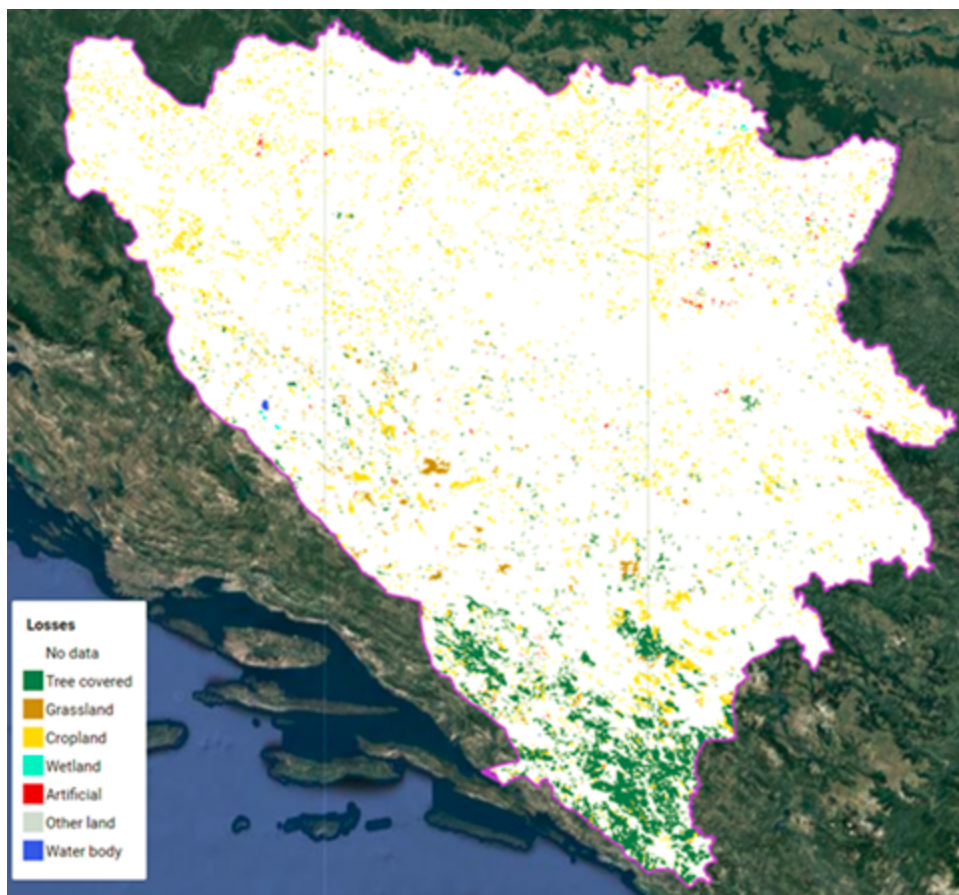 Losses
No data
Tree covered
Grassland
Cropland
Wetland
Artificial
Other land
Water body